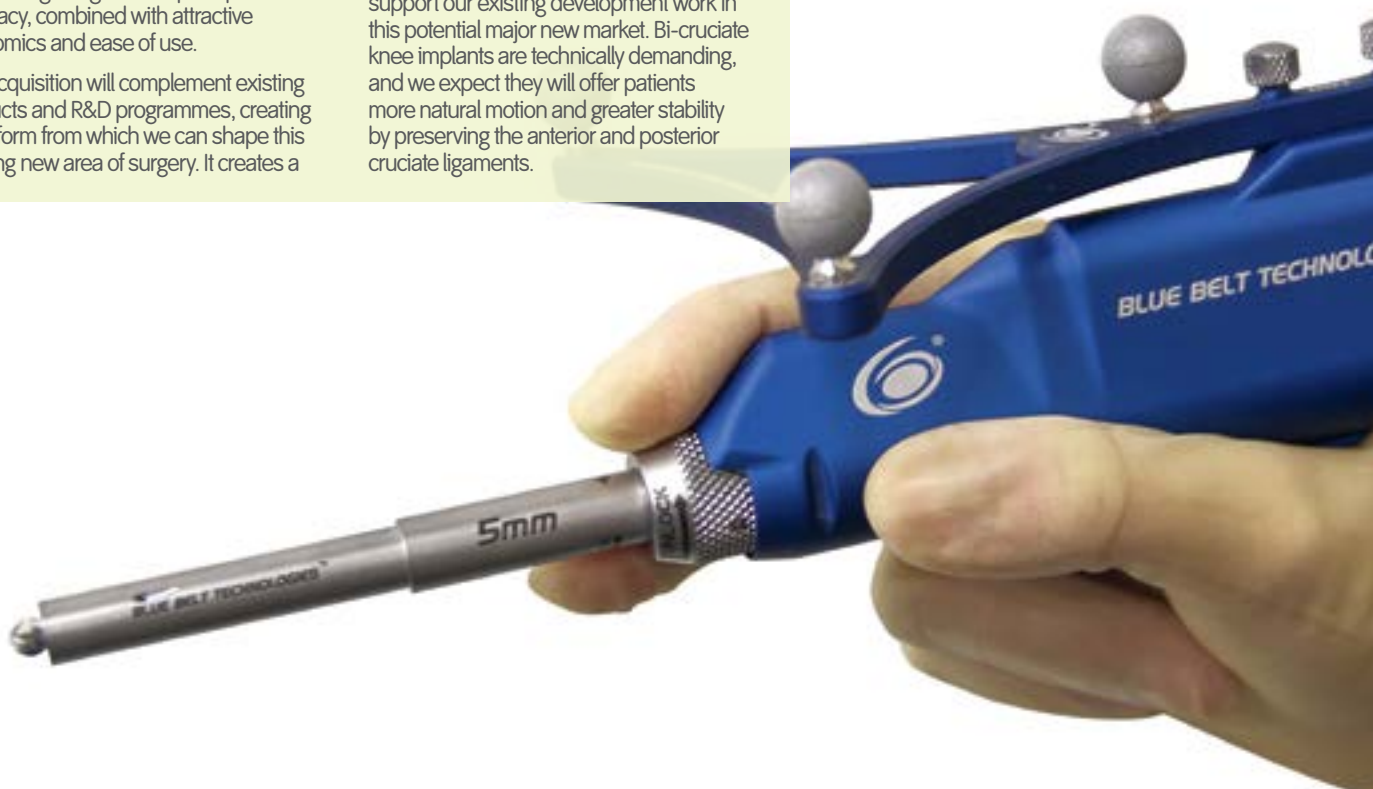 acy, combined with attractive
omics and ease of use.
cquisition will complement existing
cts and R&D programmes, creating
form from which we can shape this
ng new area of surgery. It creates a
support our existing development work in
this potential major new market. Bi-cruciate
knee implants are technically demanding,
and we expect they will offer patients
more natural motion and greater stability
by preserving the anterior and posterior
cruciate ligaments.
BLUE BELT TECHNOLO
5mm
BLUE BELT TECHNOLOGIES™